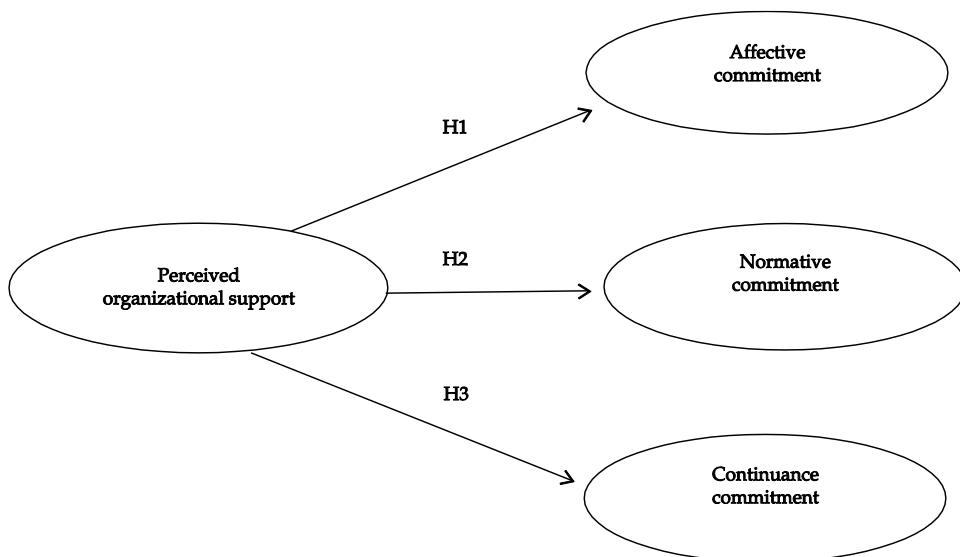 Affective
commitment
H1
Perceived
organizational support
H2
Normative
commitment
H3
Continuance
commitment